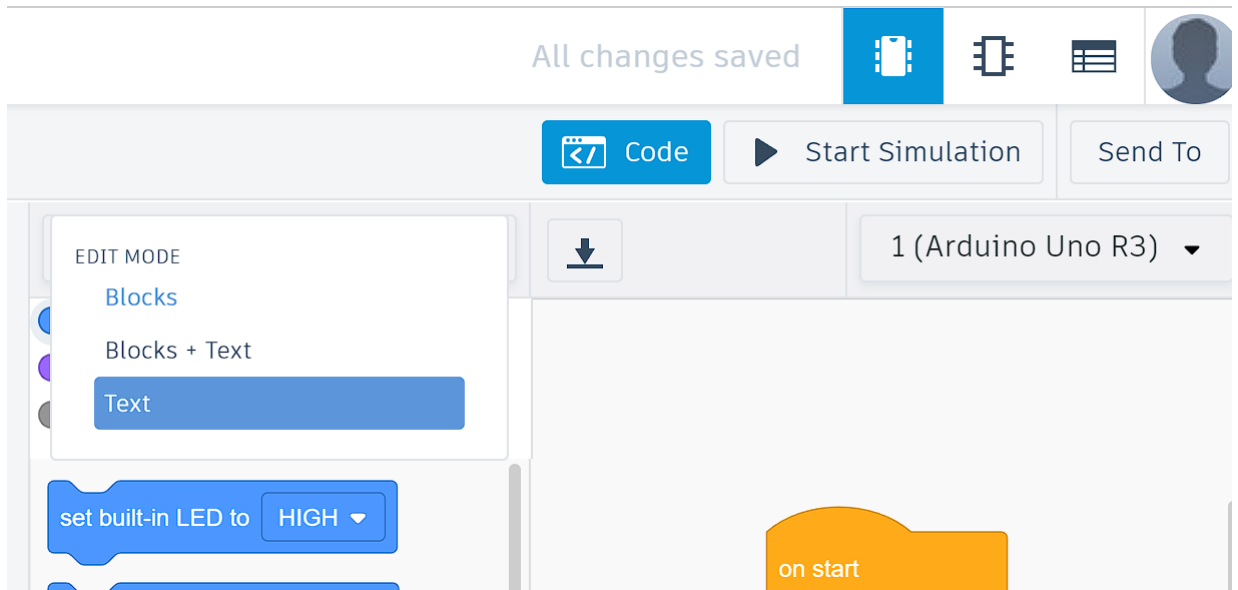 All changes saved
Code
Start Simulation
Send To
EDIT MODE
Blocks
Blocks + Text
Text
1 (Arduino Uno R3)
set built-in LED to HIGH
on start